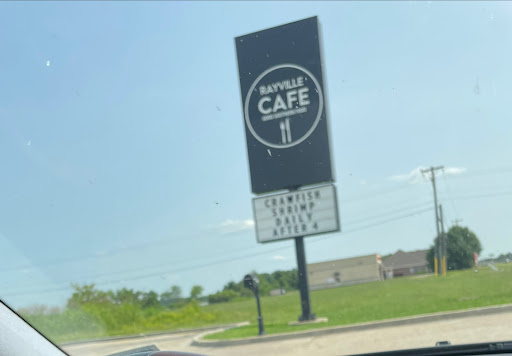 RAYVILLE
CAFE
CRAWFISH
SHRIMP
DAILY
AFTER 4